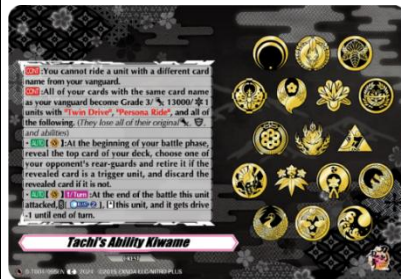 CONT:You cannot ride a unit with a different card
name from your vanguard.
CONT:All of your cards with the same card name
as your vanguard become Grade 3/ 13000/ 1
units with "Twin Drive", "Persona Ride", and all of
the following. (They lose all of their original ,
and abilities)
・AUTO[ ]:At the beginning of your battle phase,
reveal the top card of your deck, choose one of
your opponent's rear-guards and retire it if the
revealed card is a trigger unit, and discard the
revealed card if it is not.
・AUTO[ ] 1/Turn:At the end of the battle this unit
attacked, this unit, and it gets drive
-1 until end of turn.
Tachi's Ability Kiwame
2024